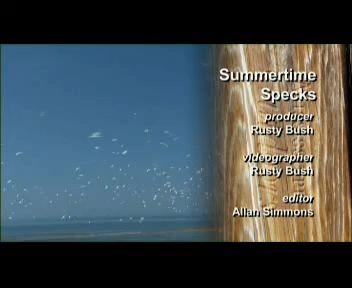 Summertime
Specks
producer
Rusty Bush
videographer
Rusty Bush
editor
Allan Simmons